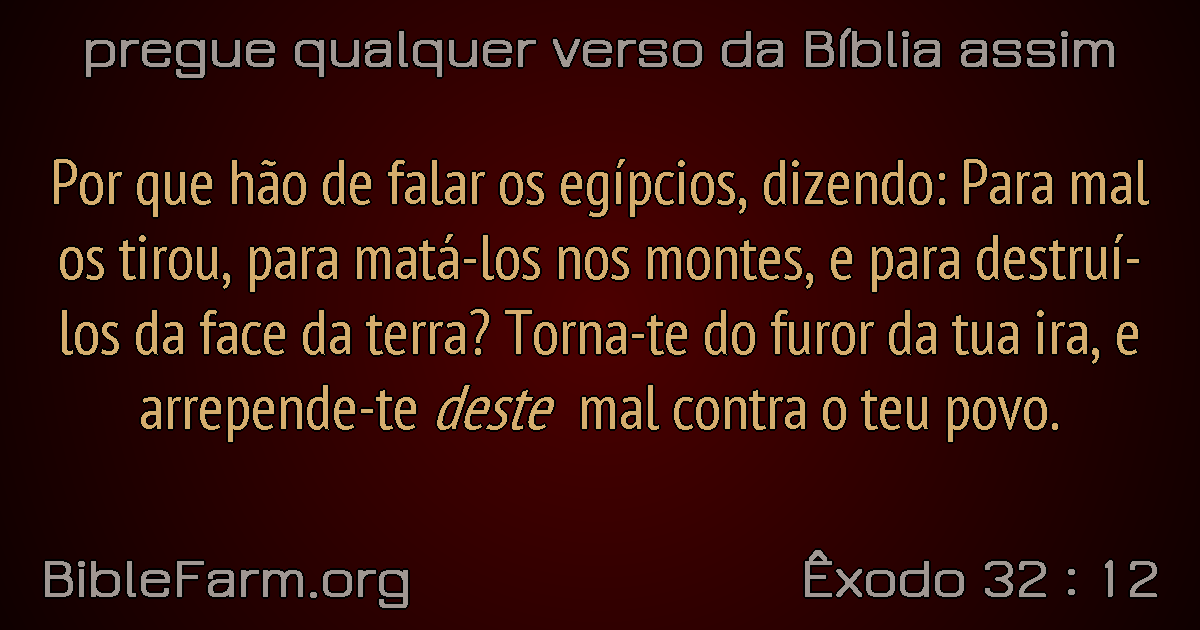 pregue qualquer verso da Bíblia assim
Por que hão de falar os egípcios, dizendo: Para mal
os tirou, para matá-los nos montes, e para destruí-
los da face da terra? Torna-te do furor da tua ira, e
arrepende-te deste mal contra o teu povo.
BibleFarm.org
Êxodo 32 : 12